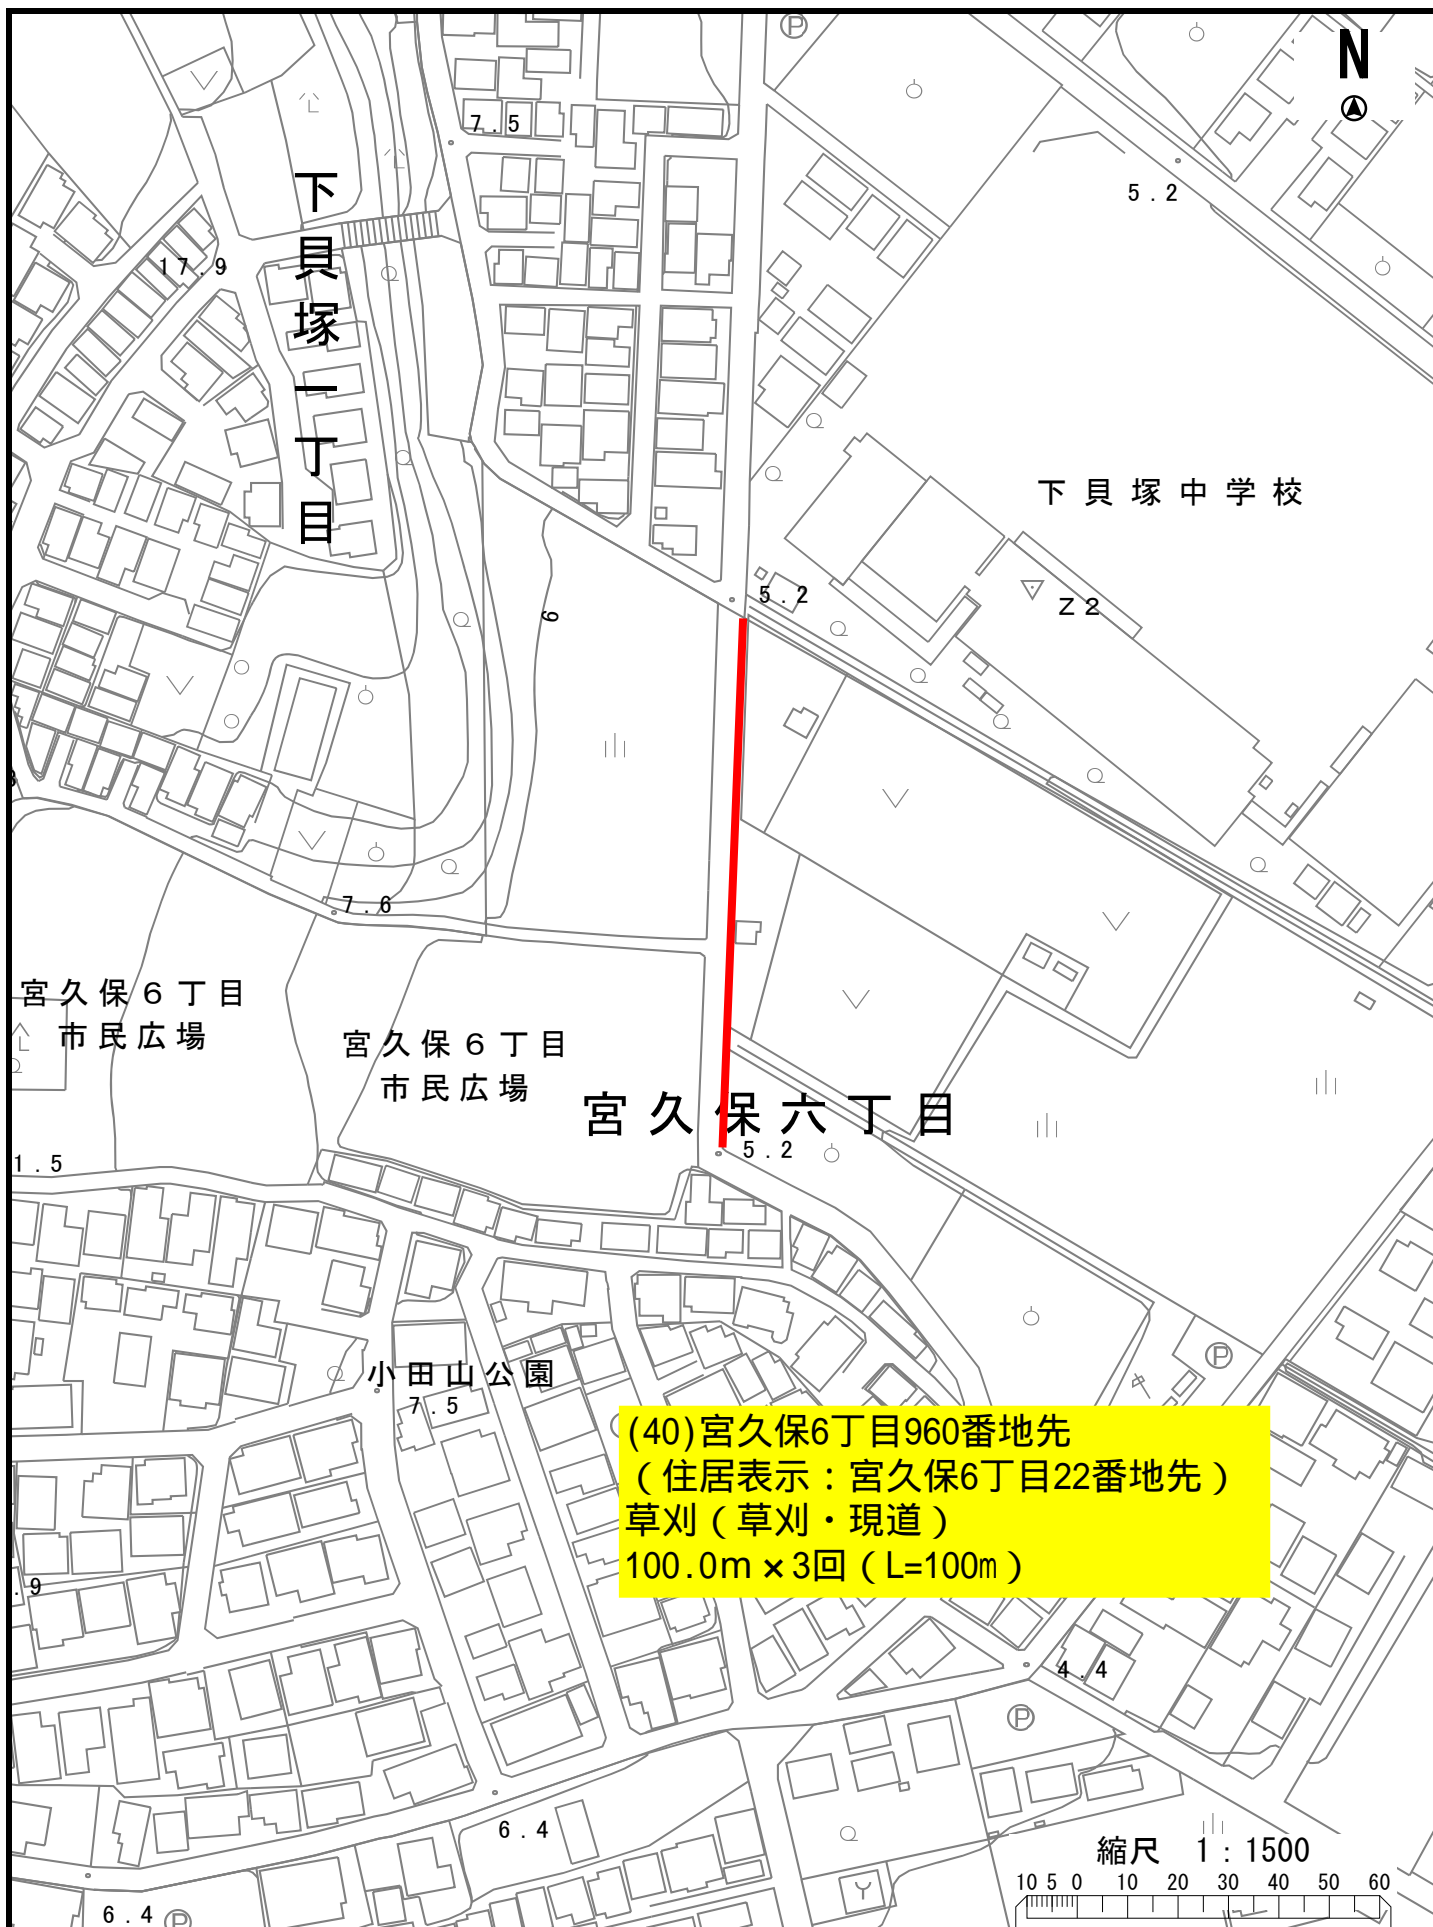 N
7.5
5.2
下貝塚一丁目
17.9
下貝塚中学校
5.2
Z2
6
7.6
宮久保６丁目
市民広場
宮久保６丁目
市民広場
宮久保六丁目
5.2
1.5
小田山公園
7.5
(40)宮久保6丁目960番地先
（住居表示：宮久保6丁目22番地先）
草刈（草刈・現道）
100.0m×3回（L=100m）
.9
4.4
6.4
6.4
縮尺 1:1500
10 5 0 10 20 30 40 50 60
P
P
P
P